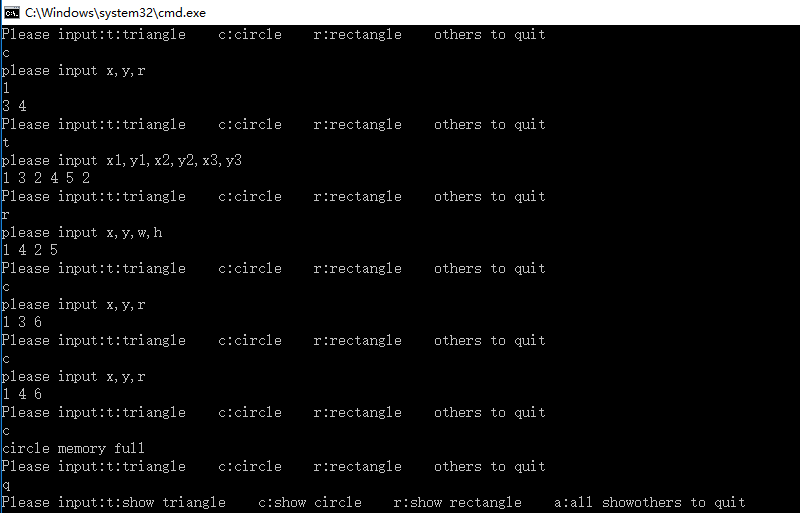 C:\Windows\system32\cmd.exe
Please input:t:triangle    c:circle    r:rectangle    others to quit
c
please input x,y,r
1
3 4
Please input:t:triangle    c:circle    r:rectangle    others to quit
t
please input x1,y1,x2,y2,x3,y3
1 3 2 4 5 2
Please input:t:triangle    c:circle    r:rectangle    others to quit
r
please input x,y,w,h
1 4 2 5
Please input:t:triangle    c:circle    r:rectangle    others to quit
c
please input x,y,r
1 3 6
Please input:t:triangle    c:circle    r:rectangle    others to quit
c
please input x,y,r
1 4 6
Please input:t:triangle    c:circle    r:rectangle    others to quit
c
circle memory full
Please input:t:triangle    c:circle    r:rectangle    others to quit
q
Please input:t:show triangle    c:show circle    r:show rectangle    a:all showothers to quit